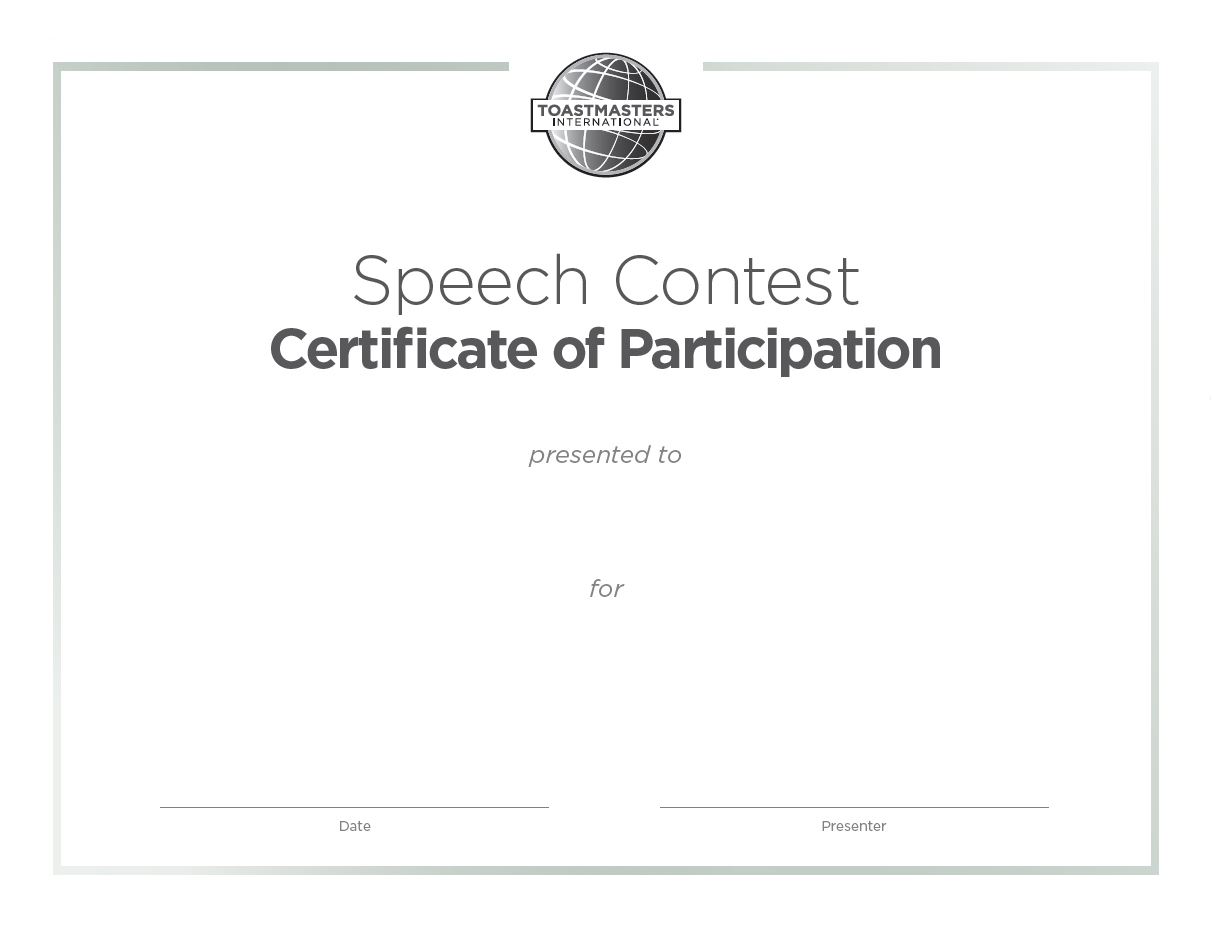 TOASTMASTERS
INTERNATIONAL
Speech Contest
Certificate of Participation
presented to
for
Date
Presenter